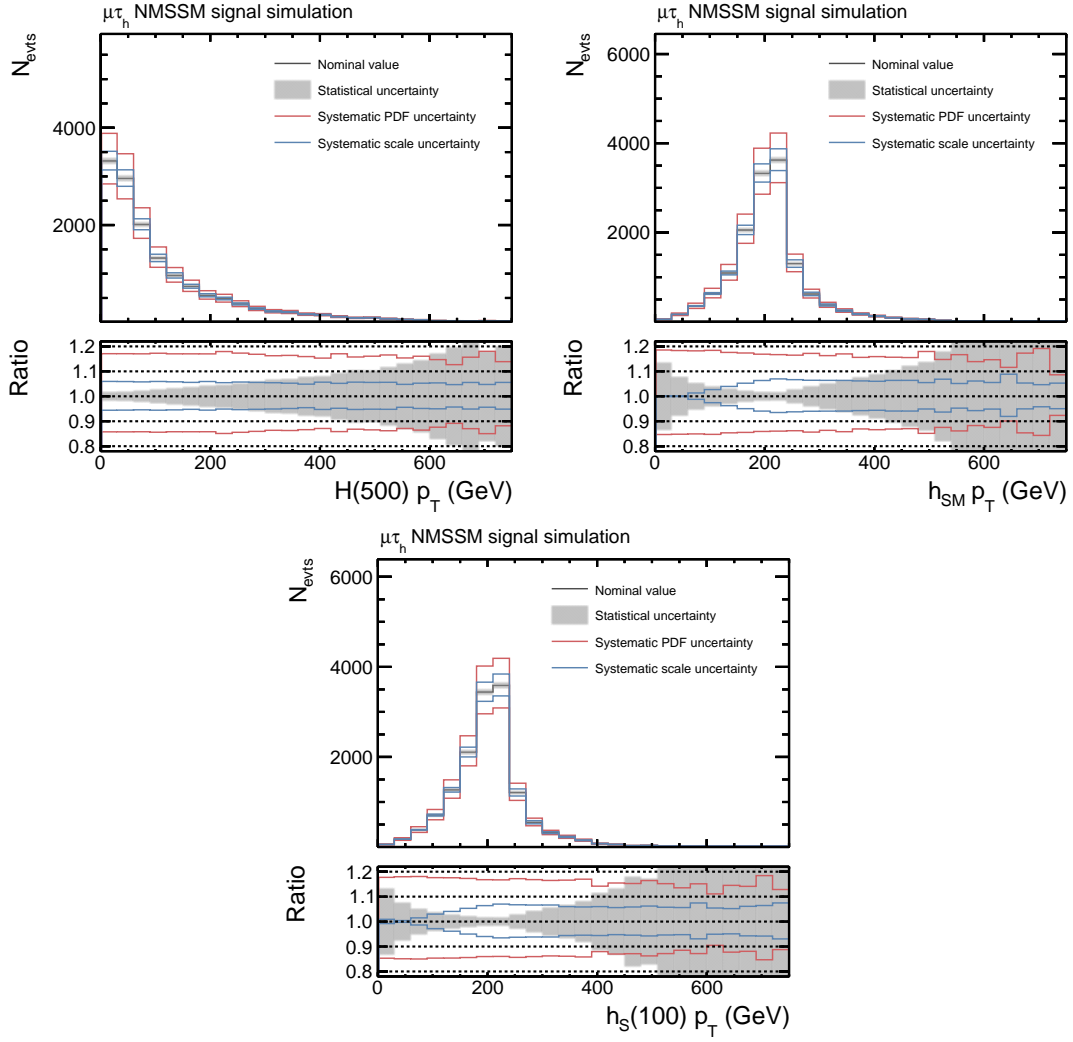 μτh NMSSM signal simulation
Nevts
Nominal value
Statistical uncertainty
Systematic PDF uncertainty
Systematic scale uncertainty
4000
2000
Ratio
1.2
1.1
1.0
0.9
0.8
0 200 400 600
H(500) pT (GeV)
μτh NMSSM signal simulation
Nevts
6000
Nominal value
Statistical uncertainty
Systematic PDF uncertainty
Systematic scale uncertainty
4000
2000
Ratio
1.2
1.1
1.0
0.9
0.8
0 200 400 600
hSM pT (GeV)
μτh NMSSM signal simulation
Nevts
6000
Nominal value
Statistical uncertainty
Systematic PDF uncertainty
Systematic scale uncertainty
4000
2000
Ratio
1.2
1.1
1.0
0.9
0.8
0 200 400 600
hS(100) pT (GeV)